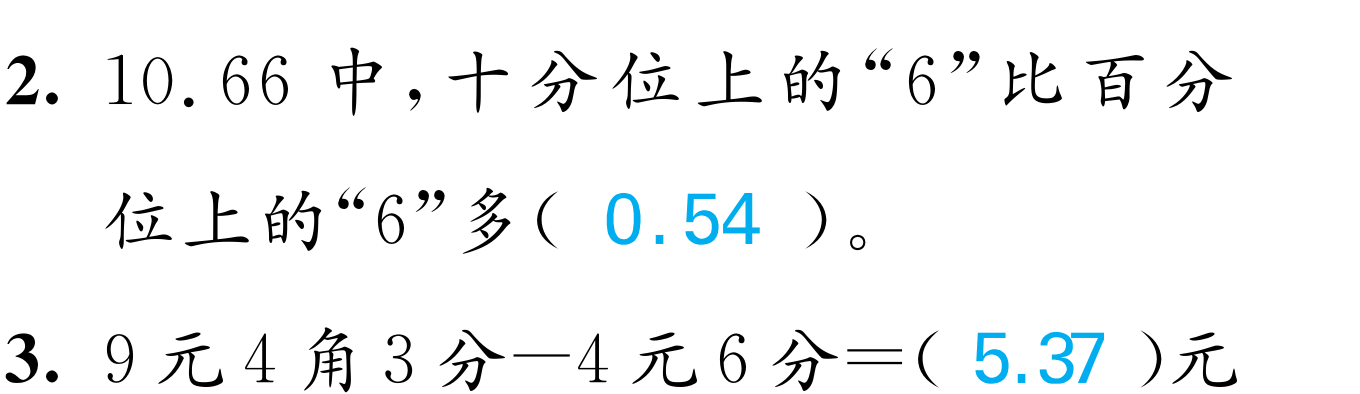 2. 10.66 中,十分位上的“6”比百分
位上的“6”多( 0.54 )。
3. 9元4角3分-4元6分=( 5.37 )元